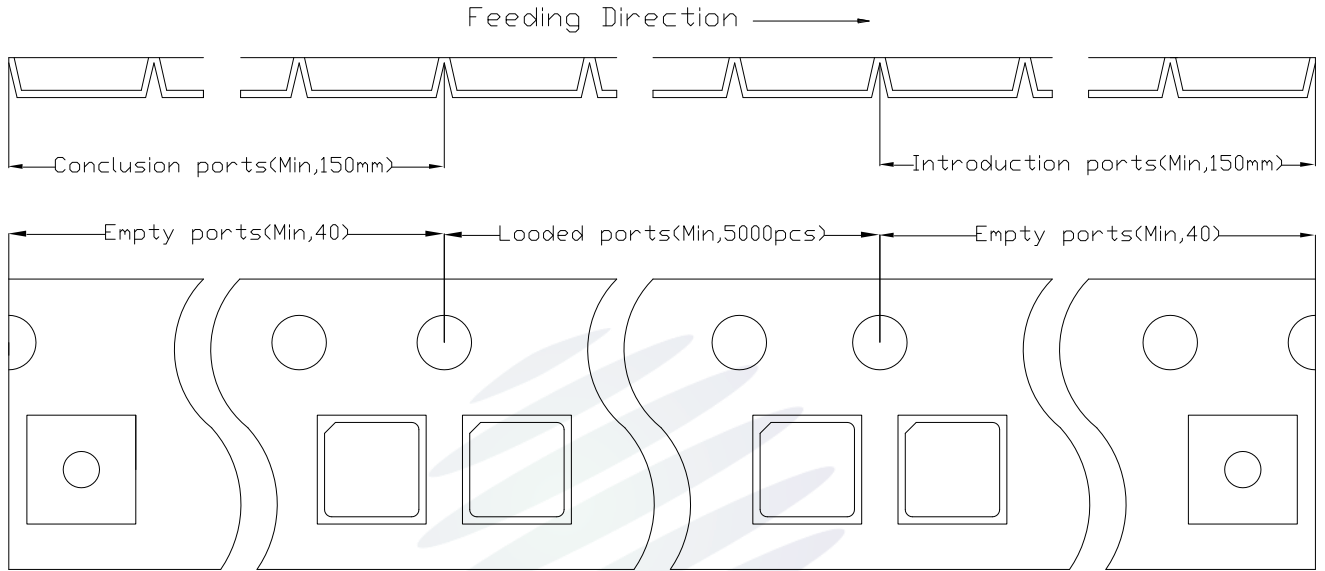 Feeding Direction
Conclusion ports(Min,150mm)
Introduction ports(Min,150mm)
Empty ports(Min,40)
Looded ports(Min,5000pcs)
Empty ports(Min,40)